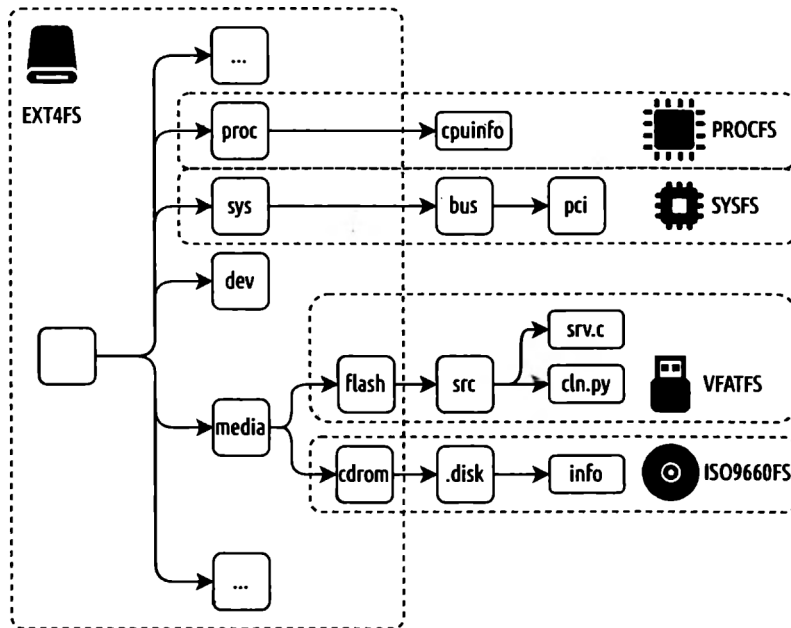 ...
EXT4FS
proc
cpuinfo
PROCFS
sys
bus
pci
SYSFS
dev
srv.c
flash
src
cln.py
VFATFS
media
cdrom
.disk
info
ISO9660FS
...